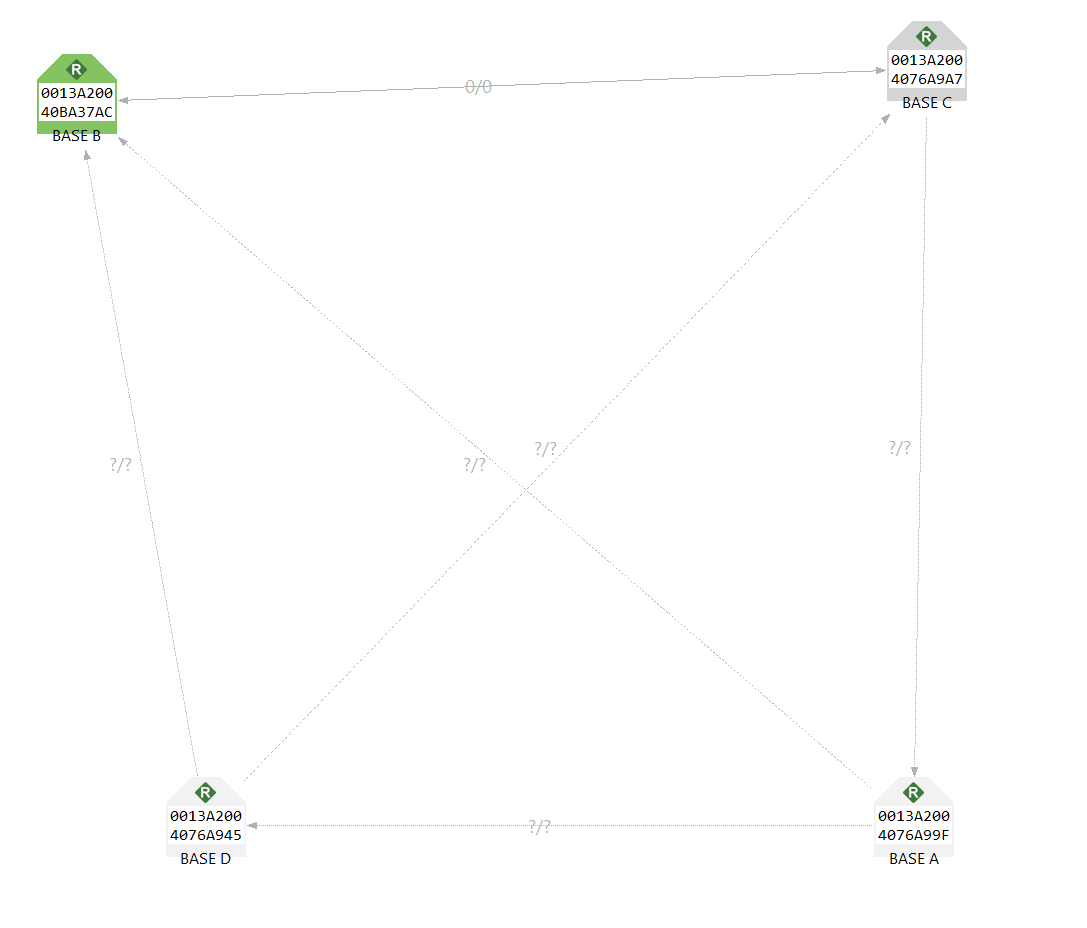 R
0013A200
4076A9A7
BASE C
R
0013A200
40BA37AC
BASE B
0/0
?/?
?/?
?/?
?/?
R
0013A200
4076A945
BASE D
?/?
R
0013A200
4076A99F
BASE A